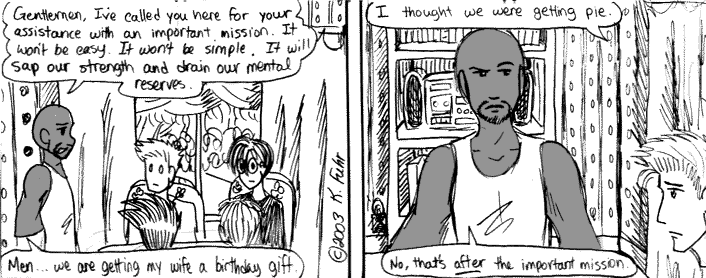 Gentlemen, I've called you here for your
assistance with an important mission. It
won't be easy. It won't be simple. It will
sap our strength and drain our mental
reserves.
Men... we are getting my wife a birthday gift.
©2003 K. Fuhr
I thought we were getting pie.
No, that's after the important mission.